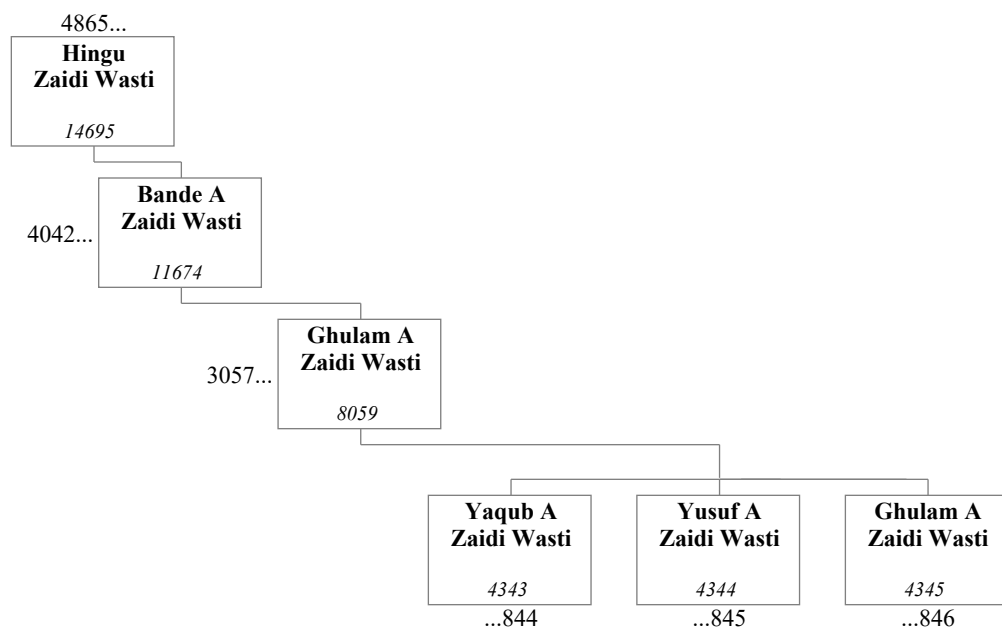 4865...
Hingu
Zaidi Wasti
14695
Bande A
Zaidi Wasti
4042...
11674
Ghulam A
Zaidi Wasti
3057...
8059
Yaqub A
Zaidi Wasti
4343
...844
Yusuf A
Zaidi Wasti
4344
...845
Ghulam A
Zaidi Wasti
4345
...846